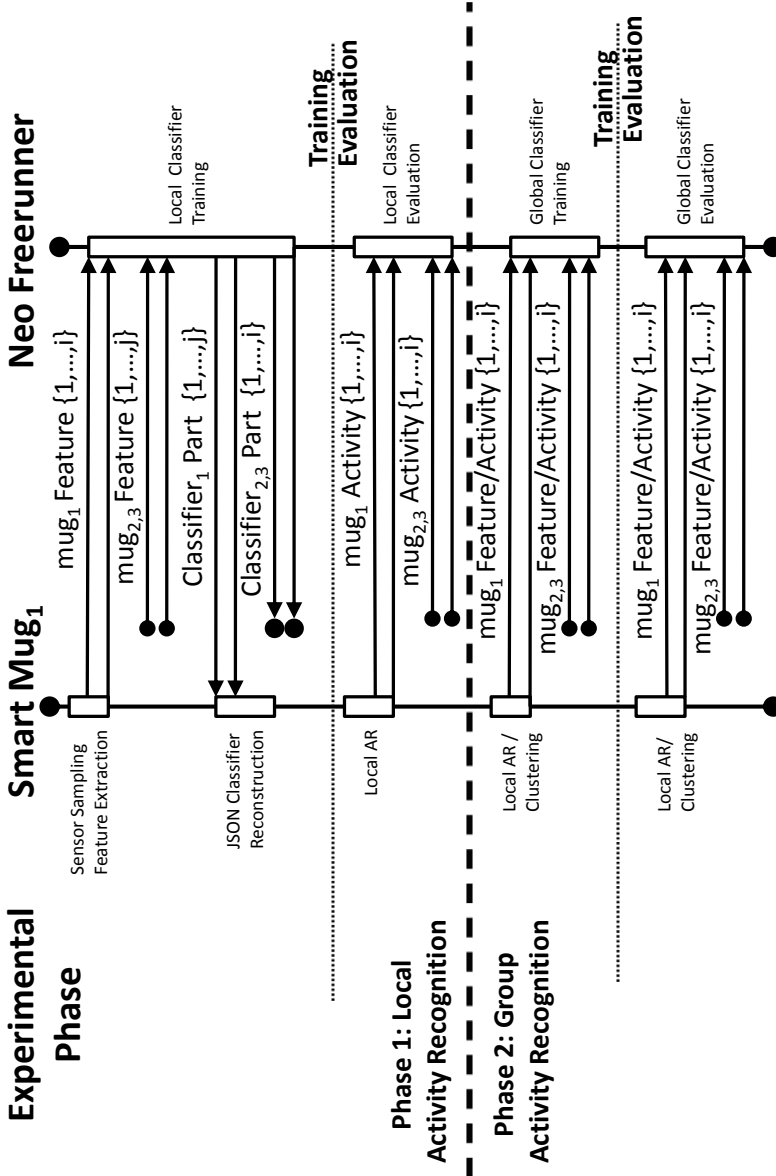 Experimental
Phase
Smart Mug₁
Neo Freerunner
Sensor Sampling
Feature Extraction
mug₁ Feature {1,...,i}
mug₂,₃ Feature {1,...,j}
Local Classifier
Training
Classifier₁ Part {1,...,j}
JSON Classifier
Reconstruction
Classifier₂,₃ Part {1,...,i}
Training
Evaluation
Local AR
mug₁ Activity {1,...,i}
mug₂,₃ Activity {1,...,i}
Local Classifier
Evaluation
Phase 1: Local
Activity Recognition
Phase 2: Group
Activity Recognition
Local AR /
Clustering
mug₁ Feature/Activity {1,...,i}
mug₂,₃ Feature/Activity {1,...,i}
Global Classifier
Training
Training
Evaluation
Local AR/
Clustering
mug₁ Feature/Activity {1,...,i}
mug₂,₃ Feature/Activity {1,...,i}
Global Classifier
Evaluation